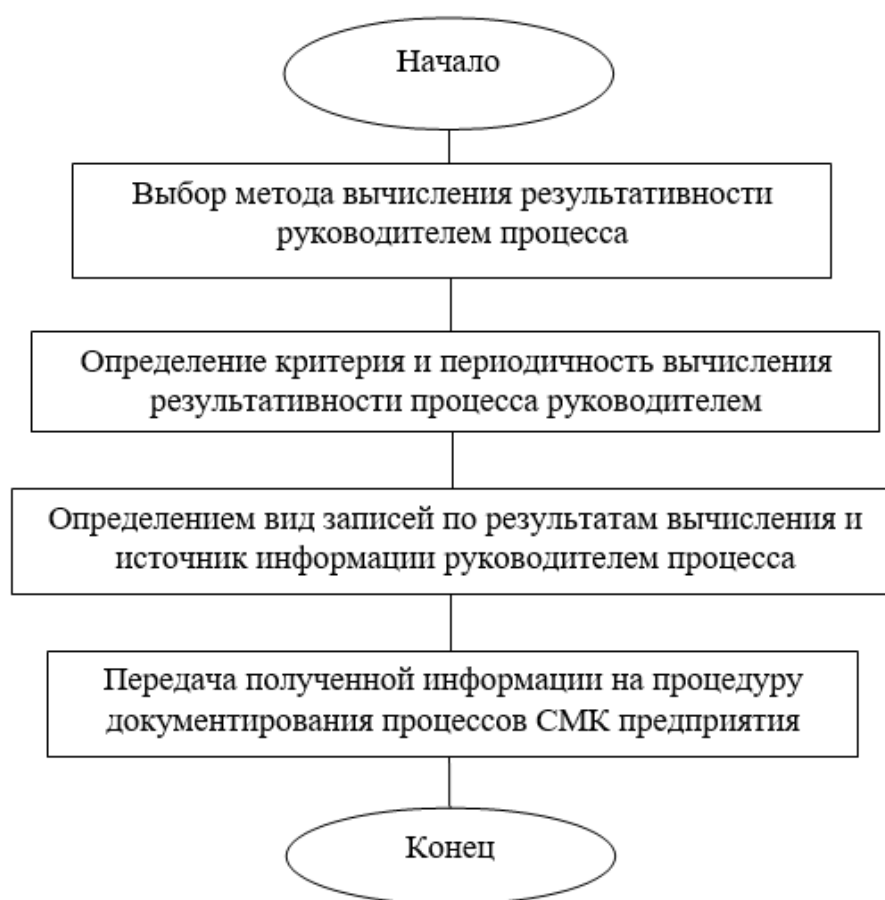 Начало
Выбор метода вычисления результативности
руководителем процесса
Определение критерия и периодичность вычисления
результативности процесса руководителем
Определением вид записей по результатам вычисления и
источник информации руководителем процесса
Передача полученной информации на процедуру
документирования процессов СМК предприятия
Конец